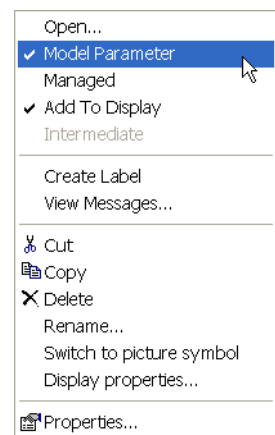 Open...
Model Parameter
Managed
Add To Display
Intermediate
Create Label
View Messages...
Cut
Copy
Delete
Rename...
Switch to picture symbol
Display properties...
Properties...